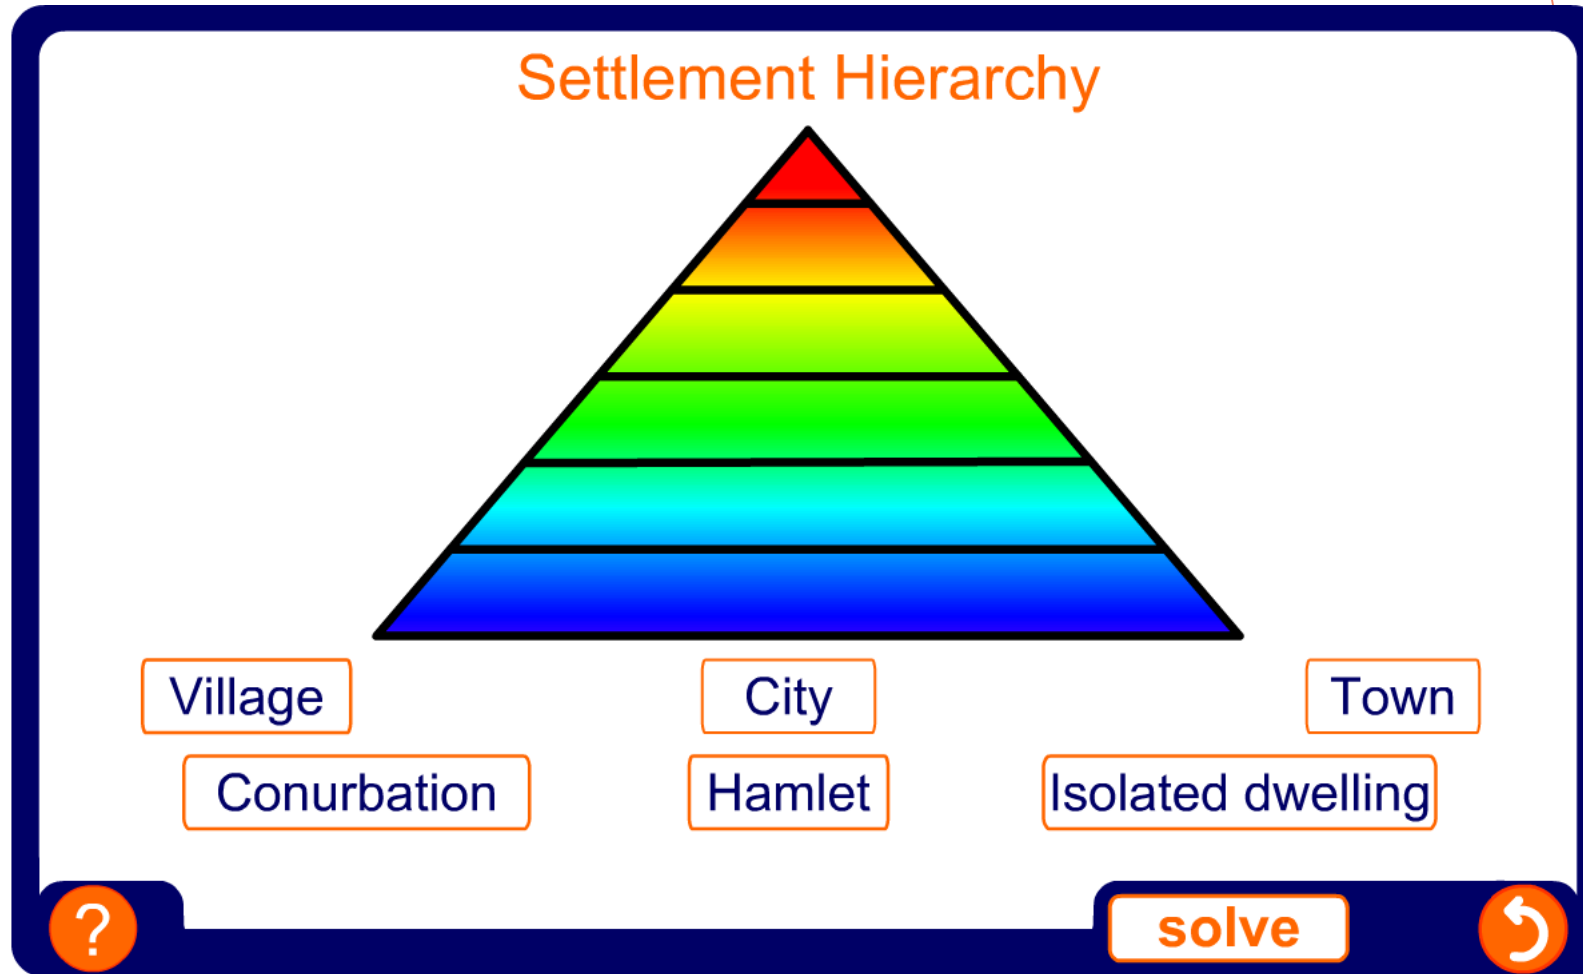 Settlement Hierarchy
Village
City
Town
Conurbation
Hamlet
Isolated dwelling
?
solve